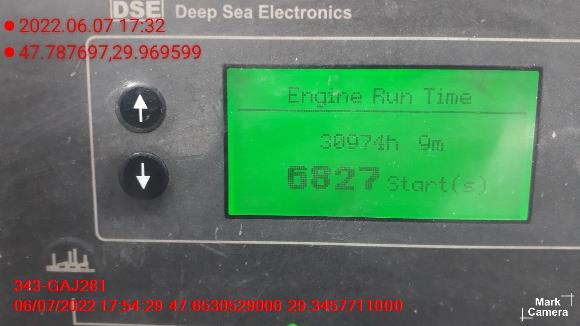 DSE Deep Sea Electronics
2022.06.07 17:32
47.787697,29.969599
Engine Run Time
30974h 9m
6827 Start(s)
343-GAJ281
06/07/2022 17:54:29 47.6530529000 29.3457711000
Mark
Camera